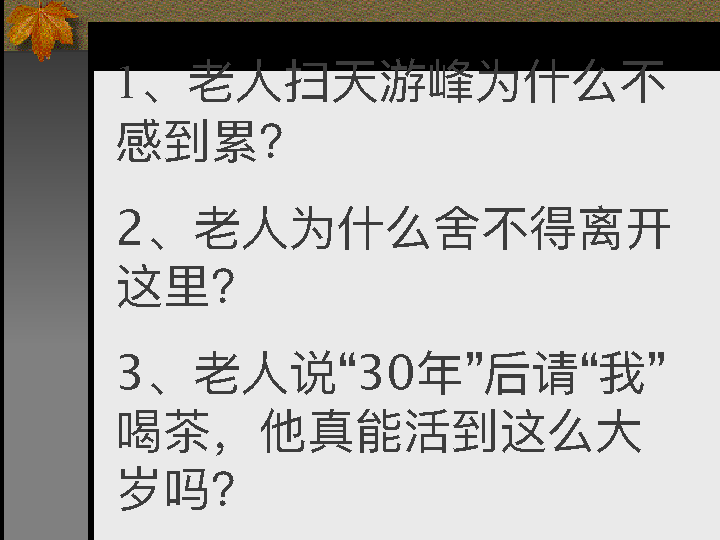 1、老人扫天游峰为什么不
感到累？
2、老人为什么舍不得离开
这里？
3、老人说“30年”后请“我”
喝茶，他真能活到这么大
岁吗？